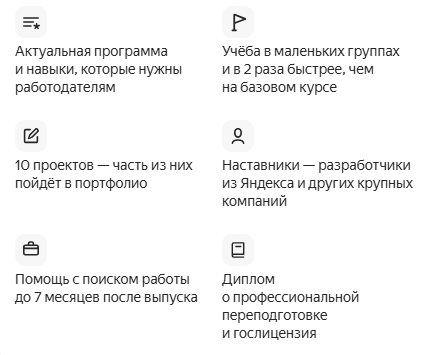 Актуальная программа
и навыки, которые нужны
работодателям
Учёба в маленьких группах
и в 2 раза быстрее, чем
на базовом курсе
10 проектов — часть из них
пойдёт в портфолио
Наставники — разработчики
из Яндекса и других крупных
компаний
Помощь с поиском работы
до 7 месяцев после выпуска
Диплом
о профессиональной
переподготовке
и гослицензия